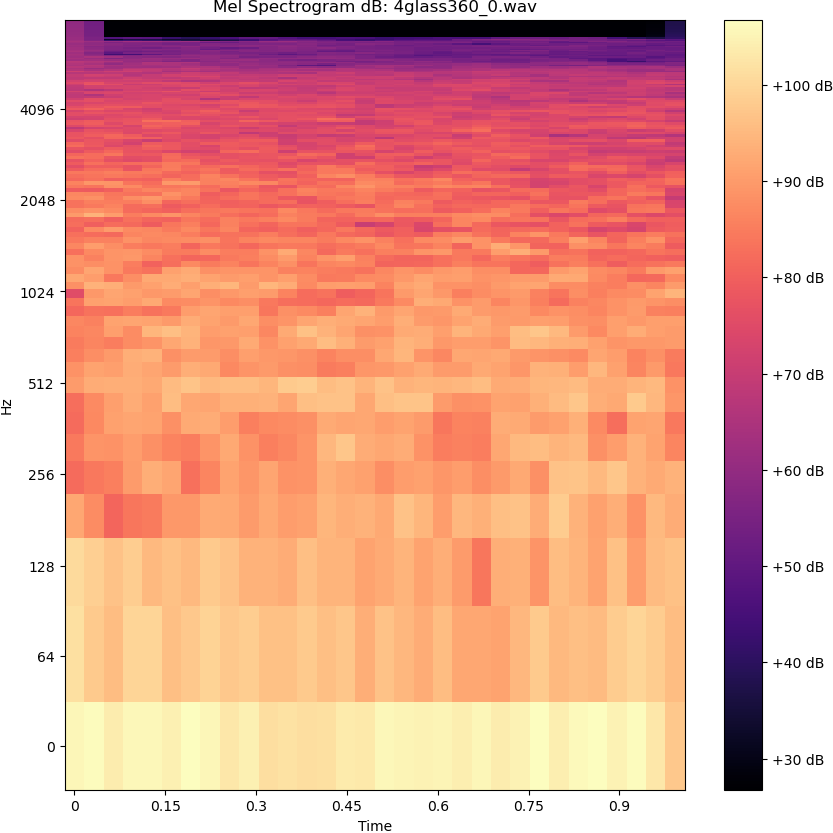 Mel Spectrogram dB: 4glass360_0.wav
4096
2048
1024
512
256
128
64
0
Hz
0 0.15 0.3 0.45 0.6 0.75 0.9
Time
+100 dB
+90 dB
+80 dB
+70 dB
+60 dB
+50 dB
+40 dB
+30 dB